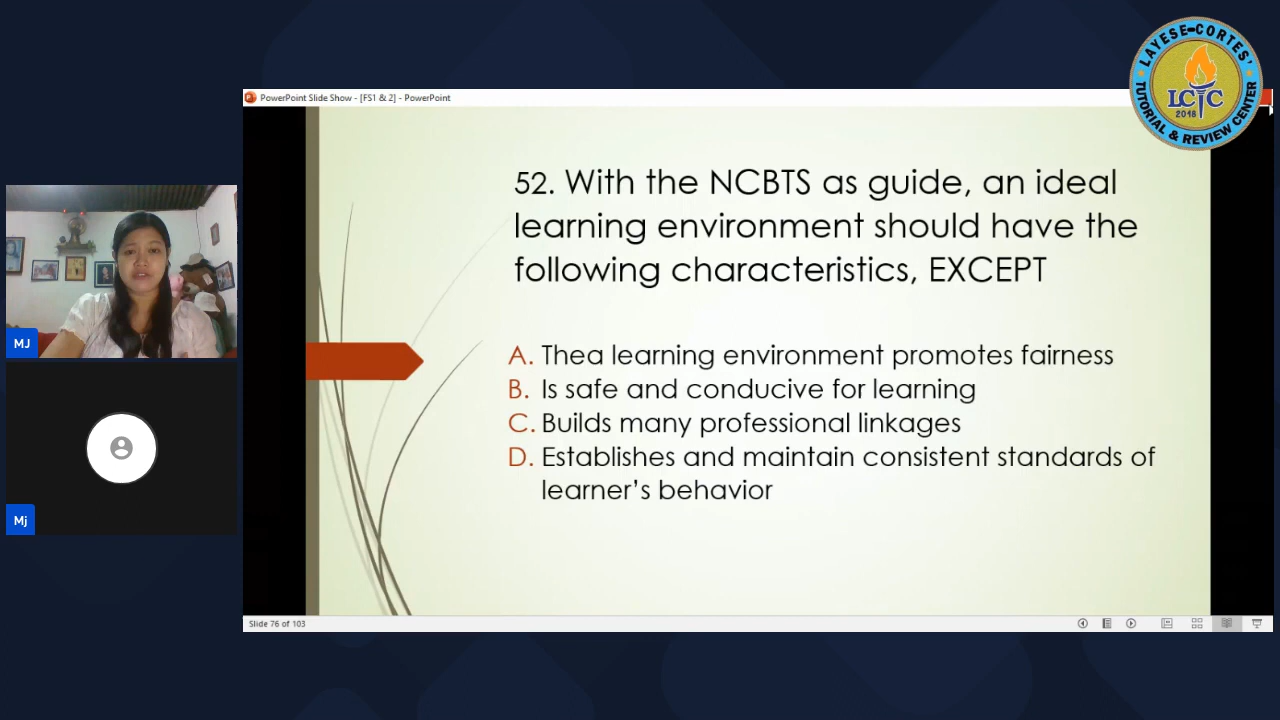 LAYESE-CORTES'
LCTC
2018
TUTORIAL & REVIEW CENTER
PowerPoint Slide Show - [FS1 & 2] - PowerPoint
52. With the NCBTS as guide, an ideal
learning environment should have the
following characteristics, EXCEPT
A. Thea learning environment promotes fairness
B. Is safe and conducive for learning
C. Builds many professional linkages
D. Establishes and maintain consistent standards of
learner's behavior
MJ
Mj
Slide 76 of 103